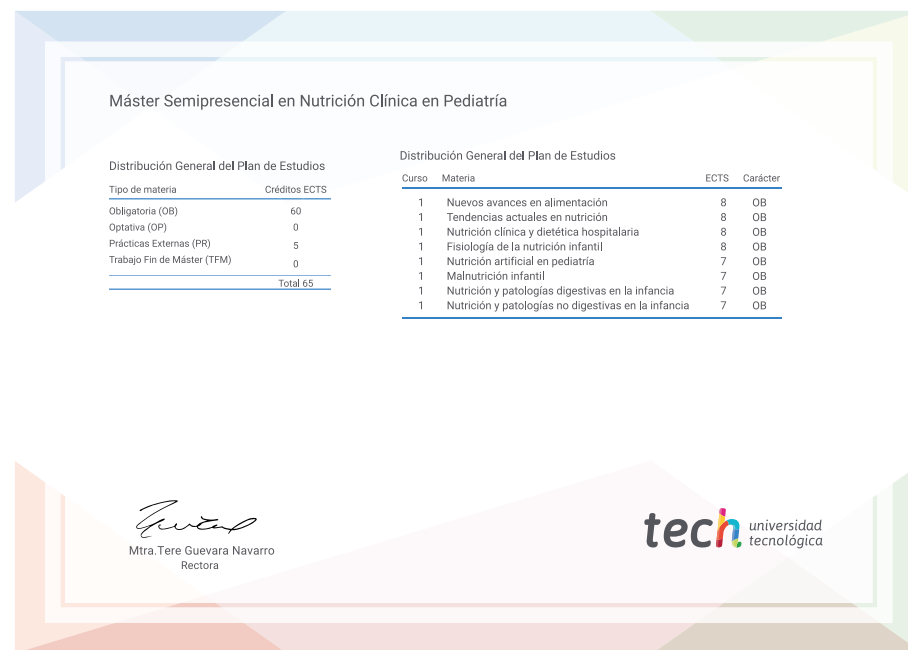 Máster Semipresencial en Nutrición Clínica en Pediatría
Distribución General del Plan de Estudios
Tipo de materia Créditos ECTS
Obligatoria (OB) 60
Optativa (OP) 0
Prácticas Externas (PR) 5
Trabajo Fin de Máster (TFM) 0
Total 65
Distribución General del Plan de Estudios
Curso Materia ECTS Carácter
1 Nuevos avances en alimentación 8 OB
1 Tendencias actuales en nutrición 8 OB
1 Nutrición clínica y dietética hospitalaria 8 OB
1 Fisiología de la nutrición infantil 8 OB
1 Nutrición artificial en pediatría 7 OB
1 Malnutrición infantil 7 OB
1 Nutrición y patologías digestivas en la infancia 7 OB
1 Nutrición y patologías no digestivas en la infancia 7 OB
Mtra.Tere Guevara Navarro
Rectora
tech universidad
tecnológica